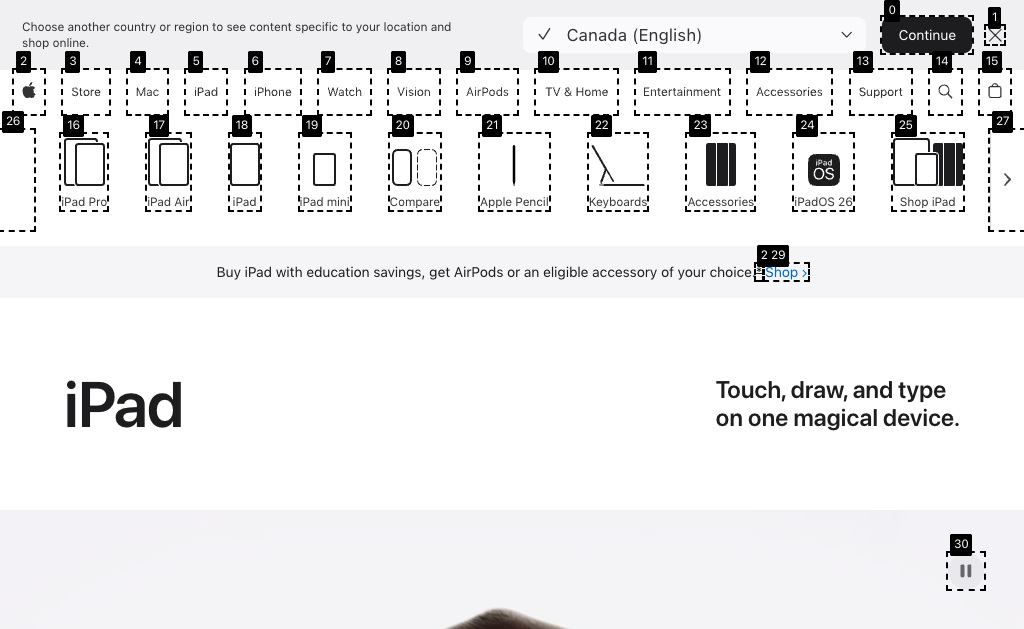 Choose another country or region to see content specific to your location and
shop online.
Canada (English)
0
Continue
1
2
3
4
5
6
7
8
9
10
11
12
13
14
15
Store
Mac
iPad
iPhone
Watch
Vision
AirPods
TV & Home
Entertainment
Accessories
Support
26
16
17
18
19
20
21
22
23
24
25
27
iPad
OS
iPad Pro
iPad Air
iPad
iPad mini
Compare
Apple Pencil
Keyboards
Accessories
iPadOS 26
Shop iPad
2 29
Buy iPad with education savings, get AirPods or an eligible accessory of your choice.
Shop ›
iPad
Touch, draw, and type
on one magical device.
30